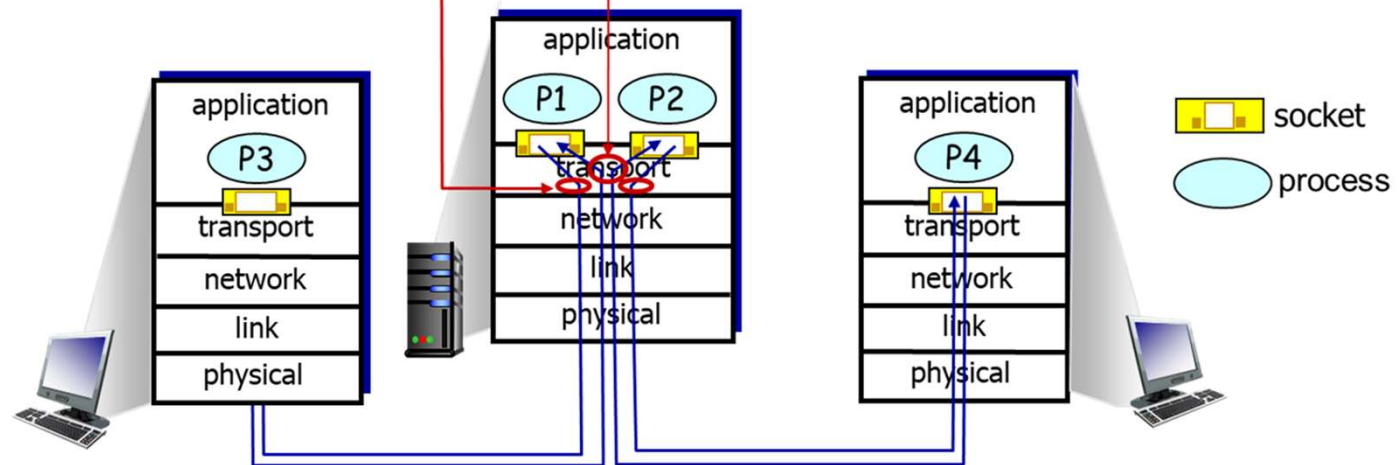 application
P3
transport
network
link
physical
application
P1 P2
transport
network
link
physical
application
P4
transport
network
link
physical
socket
process